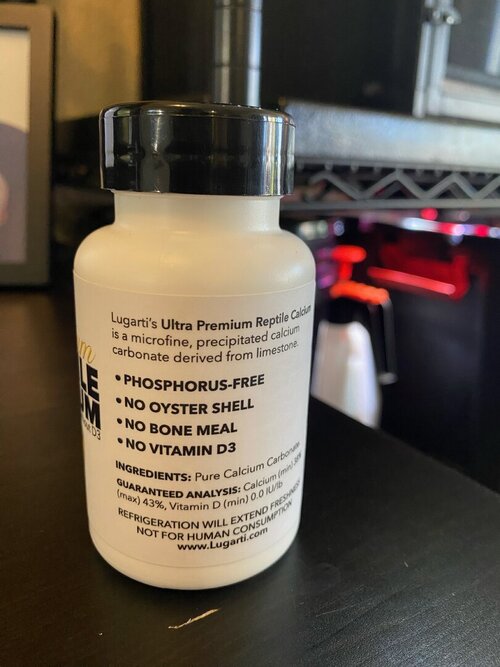 Lugarti's Ultra Premium Reptile Calcium
is a microfine, precipitated calcium
carbonate derived from limestone.
• PHOSPHORUS-FREE
• NO OYSTER SHELL
• NO BONE MEAL
• NO VITAMIN D3
INGREDIENTS: Pure Calcium Carbonate
GUARANTEED ANALYSIS: Calcium (min) 38%
(max) 43%, Vitamin D (min) 0.0 IU/lb
REFRIGERATION WILL EXTEND FRESHNESS
NOT FOR HUMAN CONSUMPTION
www.Lugarti.com
m
LE
UM
D3